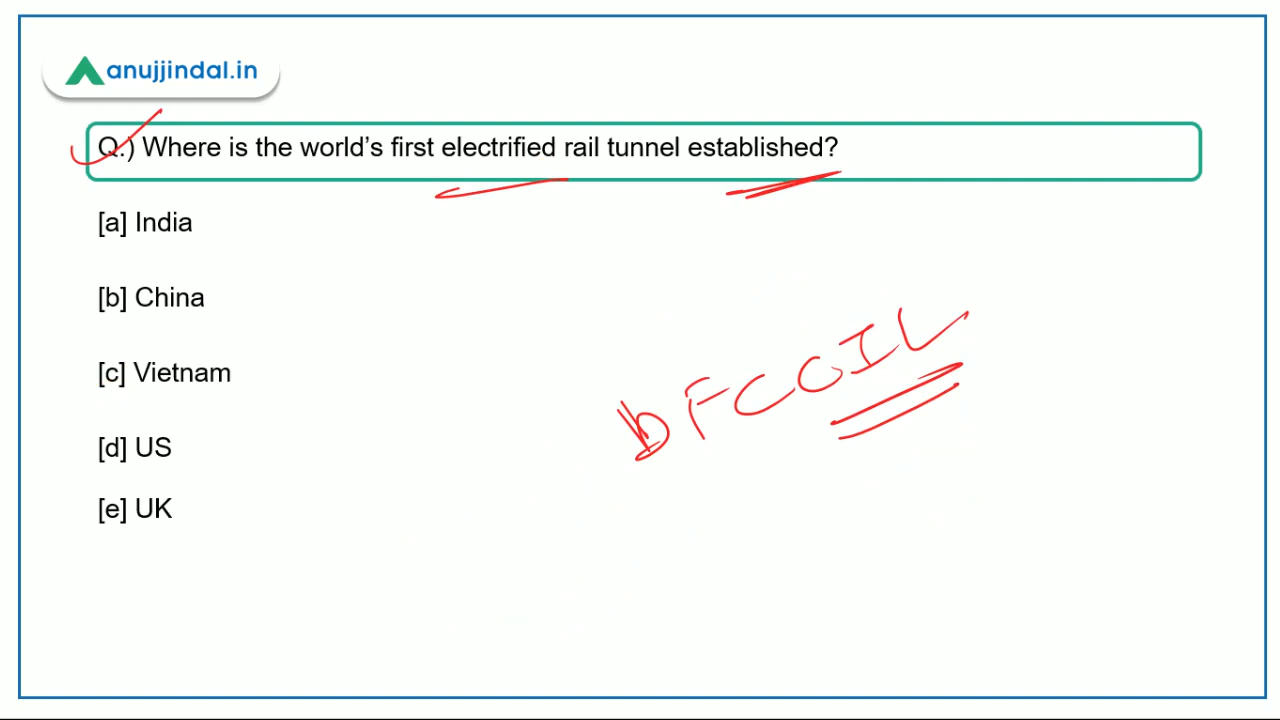 anujjindal.in
Q.) Where is the world’s first electrified rail tunnel established?
[a] India
[b] China
[c] Vietnam
[d] US
[e] UK
DFCCIL